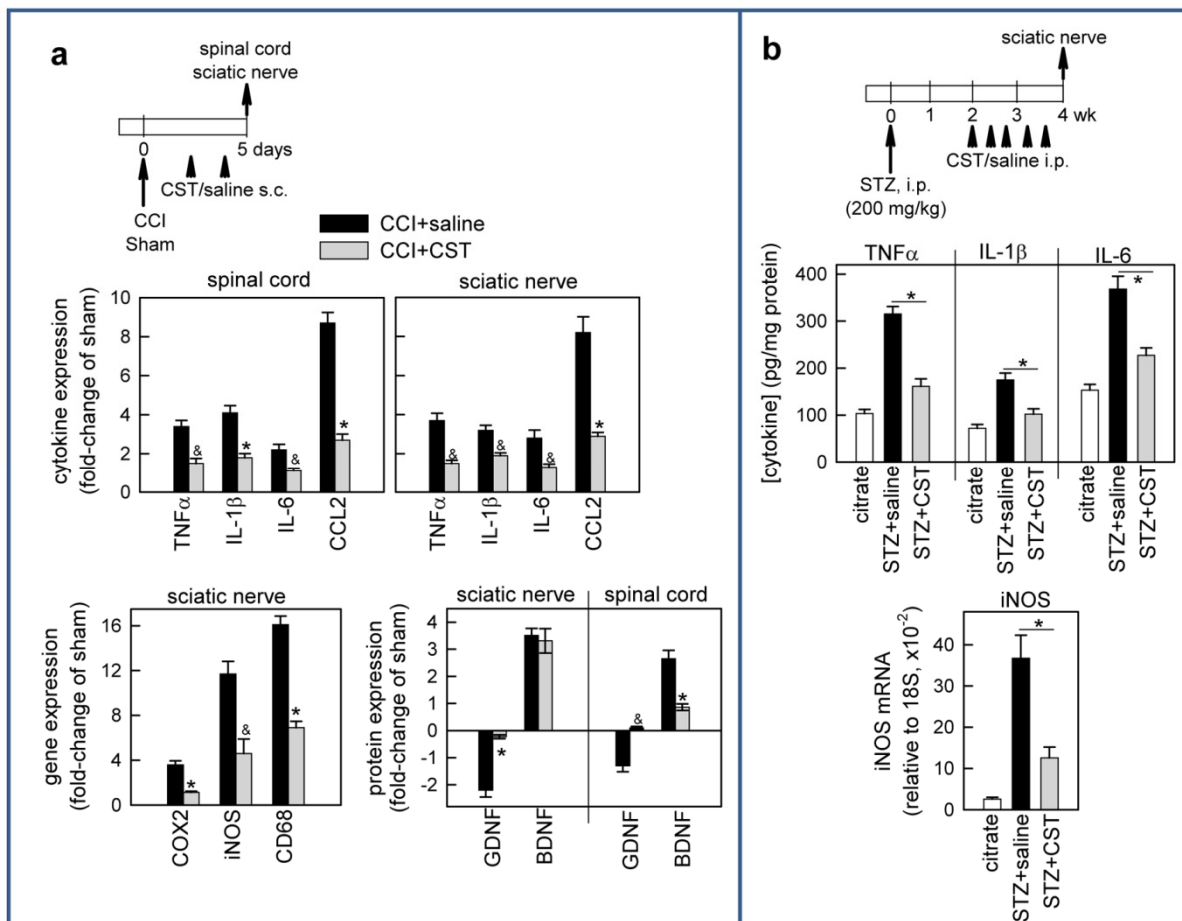 a
spinal cord
sciatic nerve
0
5 days
CST/saline s.c.
CCI
Sham
CCI+saline
CCI+CST
spinal cord
sciatic nerve
cytokine expression
(fold-change of sham)
10
8
6
4
2
0
&
*
&
*
&
&
&
*
TNFα
IL-1β
IL-6
CCL2
TNFα
IL-1β
IL-6
CCL2
sciatic nerve
gene expression
(fold-change of sham)
16
12
8
4
0
*
&
*
COX2
iNOS
CD68
sciatic nerve
spinal cord
protein expression
(fold-change of sham)
4
3
2
1
0
-1
-2
*
&
*
GDNF
BDNF
GDNF
BDNF
b
sciatic nerve
0
1
2
3
4 wk
CST/saline i.p.
STZ, i.p.
(200 mg/kg)
TNFα
IL-1β
IL-6
[cytokine] (pg/mg protein)
400
300
200
100
0
*
*
*
citrate
STZ+saline
STZ+CST
citrate
STZ+saline
STZ+CST
citrate
STZ+saline
STZ+CST
iNOS
iNOS mRNA
(relative to 18S, x10-2)
40
30
20
10
0
*
citrate
STZ+saline
STZ+CST